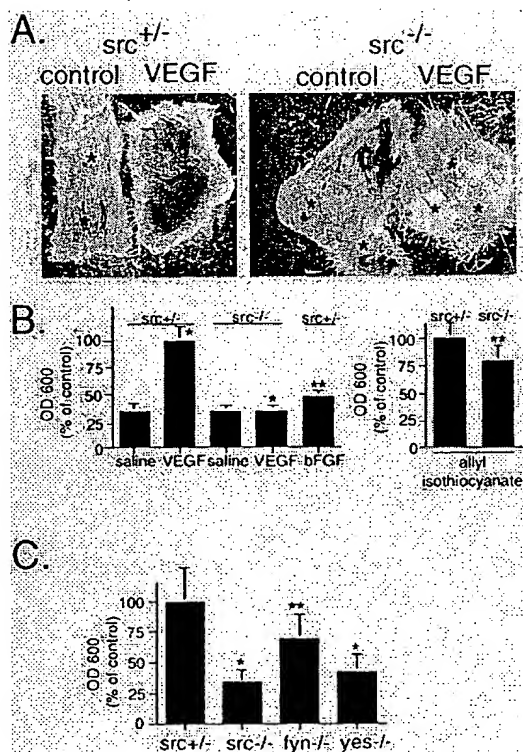 A.
src+/- src-/-
control VEGF control VEGF
* * * * * * *
B.
src+/- src-/- src+/-
OD 600
(% of control)
100
75
50
25
0
* * **
saline VEGF saline VEGF bFGF
src+/- src-/-
OD 600
(% of control)
100
75
50
25
0
**
allyl
isothiocyanate
C.
OD 600
(% of control)
100
75
50
25
0
* ** *
src+/- src-/- fyn-/- yes-/-